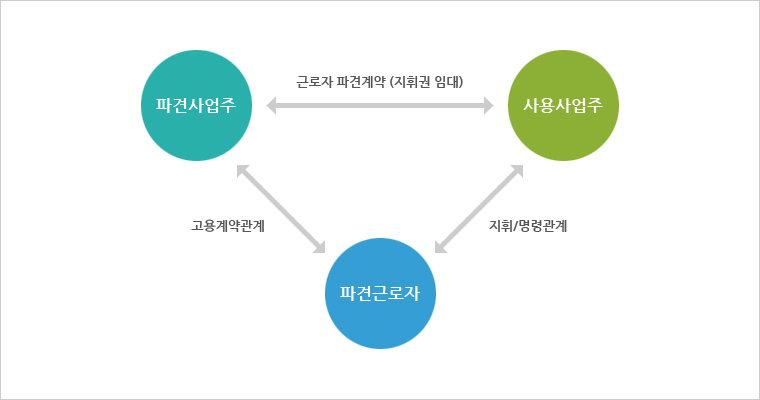 근로자 파견계약 (지휘권 임대)
파견사업주
사용사업주
고용계약관계
지휘/명령관계
파견근로자